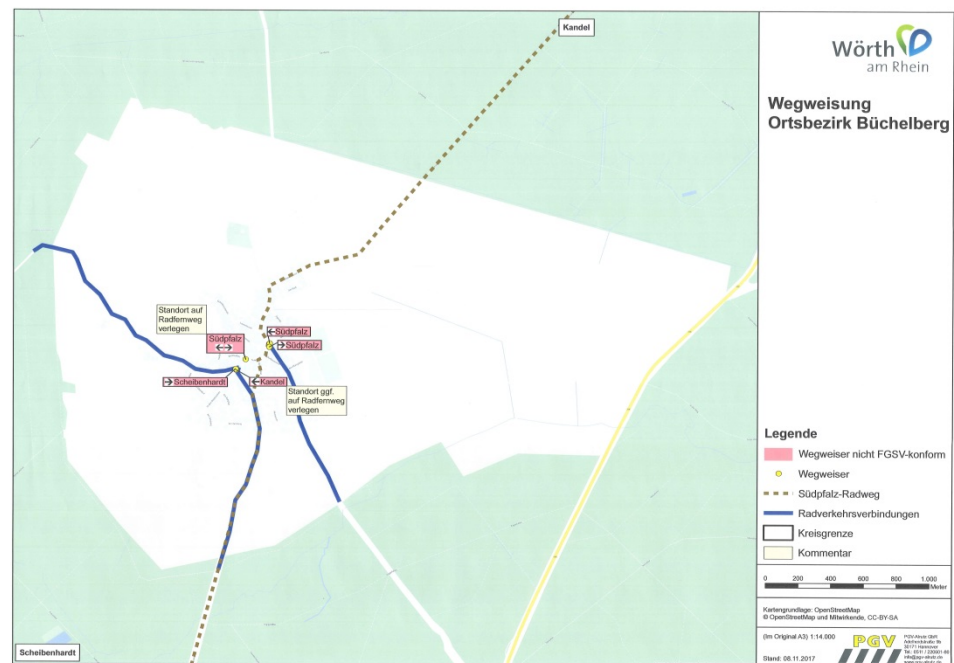 Kandel
Wörth
am Rhein
Wegweisung
Ortsbezirk Büchelberg
Standort auf
Radfernweg
verlegen
Südpfalz
Südpfalz
Südpfalz
Scheibenhardt
Kandel
Standort ggf.
auf Radfernweg
verlegen
Legende
Wegweiser nicht FGSV-konform
Wegweiser
Südpfalz-Radweg
Radverkehrsverbindungen
Kreisgrenze
Kommentar
0 200 400 600 800 1.000
Meter
Kartengrundlage: OpenStreetMap
© OpenStreetMap und Mitwirkende, CC-BY-SA
(Im Original A3) 1:14.000
Stand: 08.11.2017
PGV
Scheibenhardt